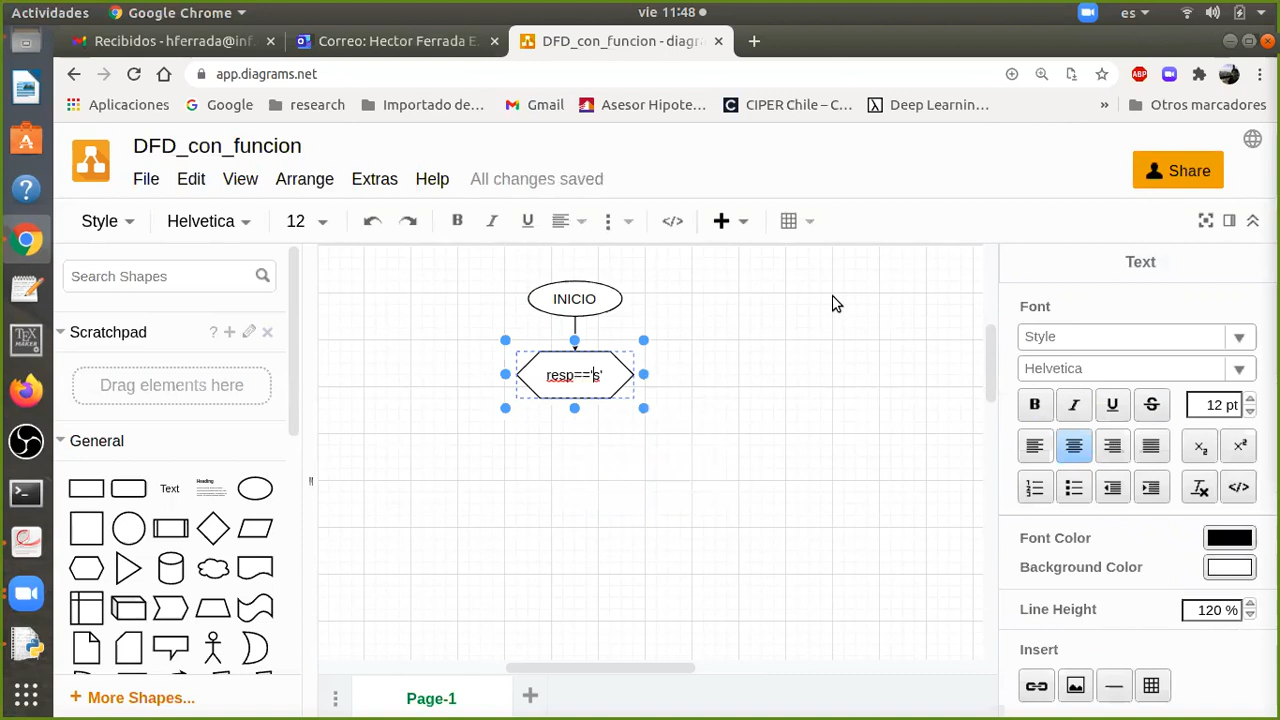 Actividades Google Chrome vie 11:48 es
Recibidos - hferrada@inf. Correo: Hector Ferrada E. DFD_con_funcion - diagra
app.diagrams.net ABP
Aplicaciones Google research Importado de... Gmail Asesor Hipote... CIPER Chile – C... Deep Learnin... » Otros marcadores
DFD_con_funcion
File Edit View Arrange Extras Help All changes saved
Share
Style Helvetica 12 B I U
Search Shapes
Scratchpad
Drag elements here
General
Text Heading
More Shapes...
INICIO
resp=='s'
Page-1
Text
Font
Style
Helvetica
B I U S 12 pt
Font Color
Background Color
Line Height 120 %
Insert